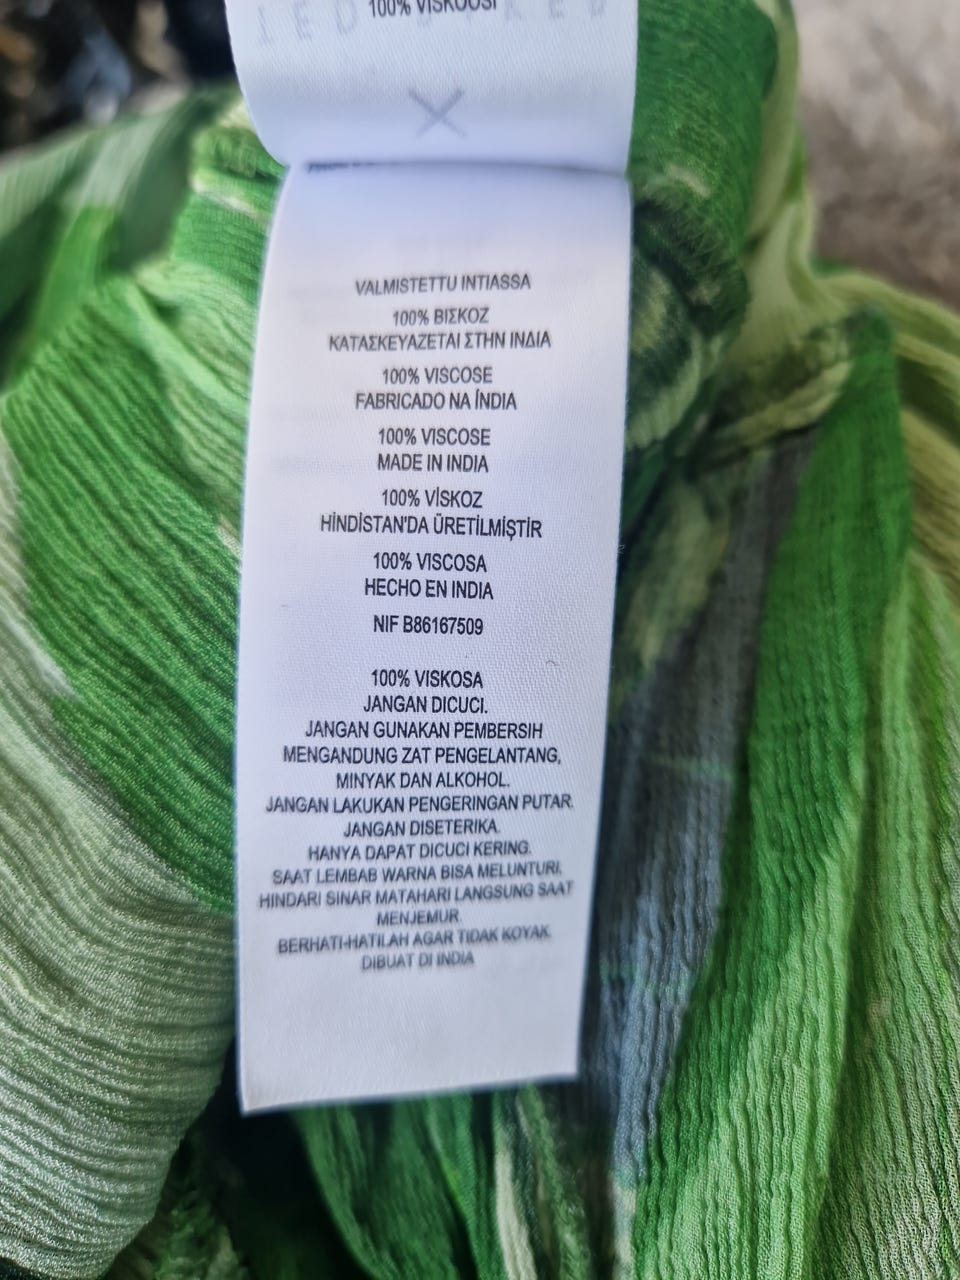 100% VISKOOSI
TED BAKER
VALMISTETTU INTIASSA
100% ΒΙΣΚΟΖ
ΚΑΤΑΣΚΕΥΑΖΕΤΑΙ ΣΤΗΝ ΙΝΔΙΑ
100% VISCOSE
FABRICADO NA ÍNDIA
100% VISCOSE
MADE IN INDIA
100% VİSKOZ
HİNDİSTAN'DA ÜRETİLMİŞTİR
100% VISCOSA
HECHO EN INDIA
NIF B86167509
100% VISKOSA
JANGAN DICUCI.
JANGAN GUNAKAN PEMBERSIH
MENGANDUNG ZAT PENGELANTANG,
MINYAK DAN ALKOHOL.
JANGAN LAKUKAN PENGERINGAN PUTAR.
JANGAN DISETERIKA.
HANYA DAPAT DICUCI KERING.
SAAT LEMBAB WARNA BISA MELUNTURI.
HINDARI SINAR MATAHARI LANGSUNG SAAT
MENJEMUR.
BERHATI-HATILAH AGAR TIDAK KOYAK.
DIBUAT DI INDIA